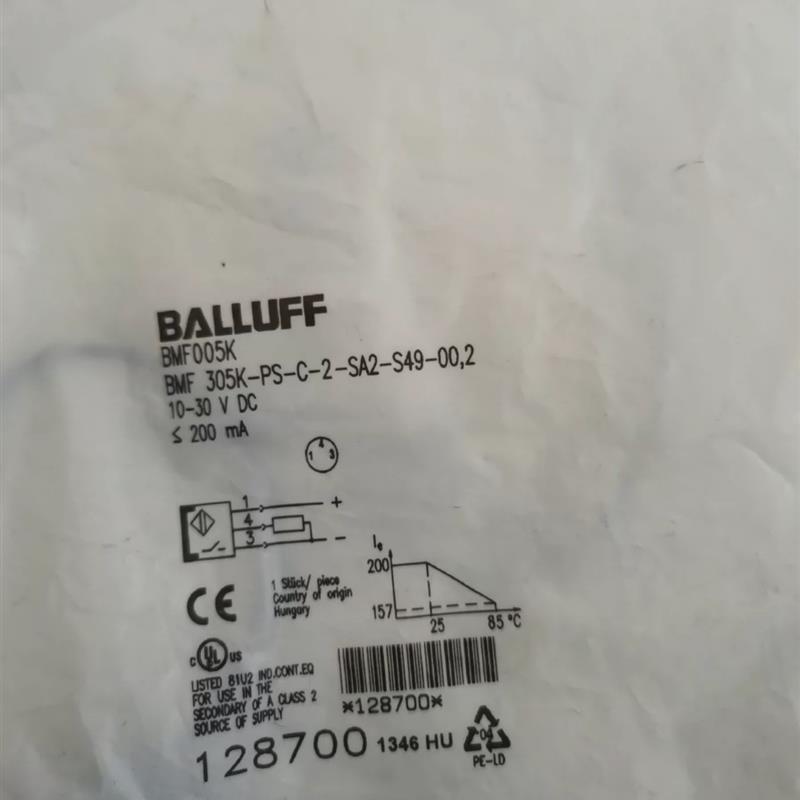 BALLUFF
BMF005K
BMF 305K-PS-C-2-SA2-S49-00,2
10-30 V DC
≤ 200 mA
4
1 3
1 +
4
3 -
Ie
200
157
25 85 °C
CE
1 Stück/ piece
Country of origin
Hungary
c UL us
LISTED 81U2 IND.CONT.EQ
FOR USE IN THE
SECONDARY OF A CLASS 2
SOURCE OF SUPPLY
*128700*
128700 1346 HU
04
PE-LD